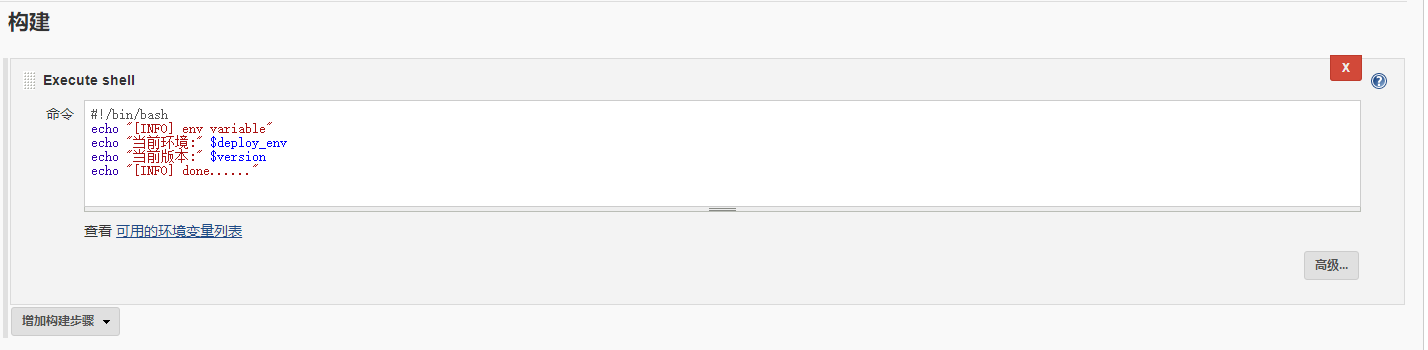 构建
X
Execute shell
?
命令
#!/bin/bash
echo "[INFO] env variable"
echo "当前环境:" $deploy_env
echo "当前版本:" $version
echo "[INFO] done......"
查看 可用的环境变量列表
高级...
增加构建步骤